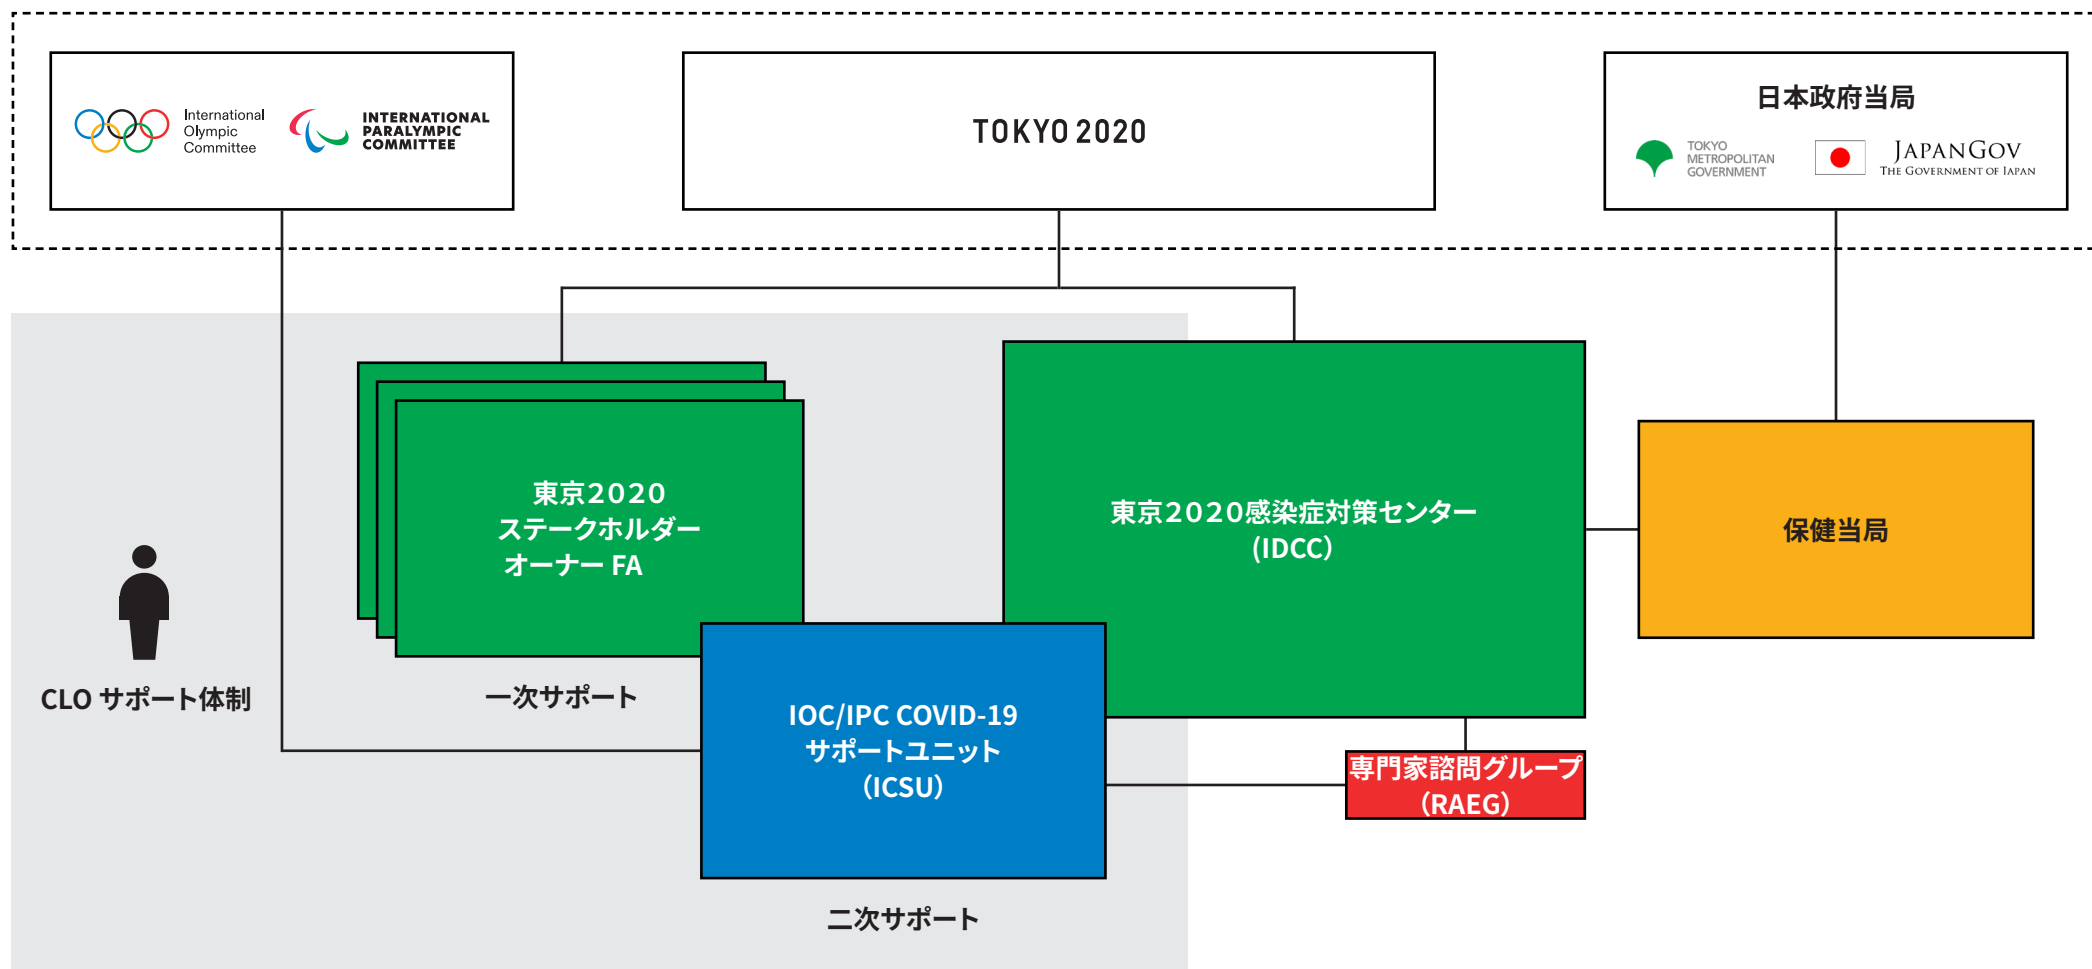 International
Olympic
Committee
INTERNATIONAL
PARALYMPIC
COMMITTEE
TOKYO 2020
日本政府当局
TOKYO
METROPOLITAN
GOVERNMENT
JAPANGOV
THE GOVERNMENT OF JAPAN
東京２０２０
ステークホルダー
オーナー FA
東京２０２０感染症対策センター
(IDCC）
保健当局
CLO サポート体制
一次サポート
IOC/IPC COVID-19
サポートユニット
（ICSU）
専門家諮問グループ
（RAEG）
二次サポート